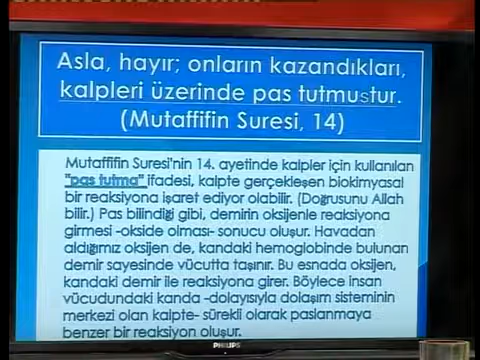 Asla, hayır; onların kazandıkları,
kalpleri üzerinde pas tutmustur.
(Mutaffifin Suresi, 14)
Mutaffifin Suresi'nin 14. ayetinde kalpler için kullanılan
"pas tutma" ifadesi, kalpte gerçekleşen biokimyasal
bir reaksiyona işaret ediyor olabilir. (Doğrusunu Allah
bilir.) Pas bilindiği gibi, demirin oksijenle reaksiyona
girmesi -okside olması- sonucu oluşur. Havadan
aldığımız oksijen de, kandaki hemoglobinde bulunan
demir sayesinde vücutta taşınır. Bu esnada oksijen,
kandaki demir ile reaksiyona girer. Böylece insan
vücudundaki kanda -dolayısıyla dolaşım sisteminin
merkezi olan kalpte- sürekli olarak paslanmaya
benzer bir reaksiyon oluşur.
PHILIPS